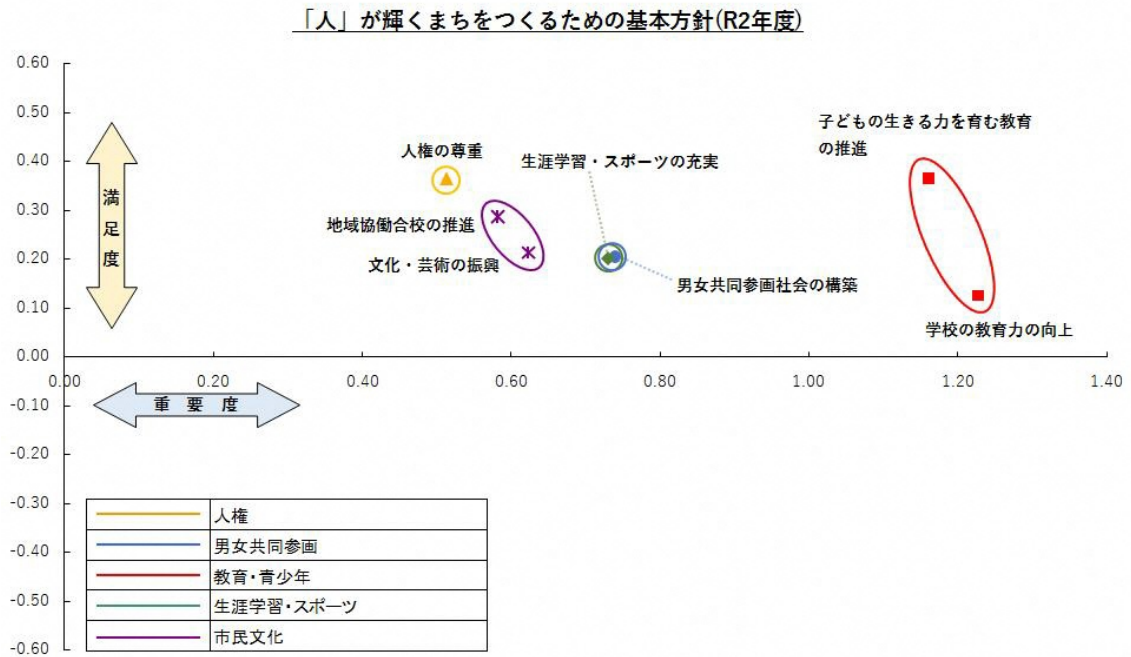 「人」が輝くまちをつくるための基本方針(R2年度)
0.60
0.50
0.40
0.30
0.20
0.10
0.00
-0.10
-0.20
-0.30
-0.40
-0.50
-0.60
0.00
0.20
0.40
0.60
0.80
1.00
1.20
1.40
満足度
重要度
人権の尊重
生涯学習・スポーツの充実
子どもの生きる力を育む教育
の推進
地域協働合校の推進
文化・芸術の振興
男女共同参画社会の構築
学校の教育力の向上
人権
男女共同参画
教育・青少年
生涯学習・スポーツ
市民文化